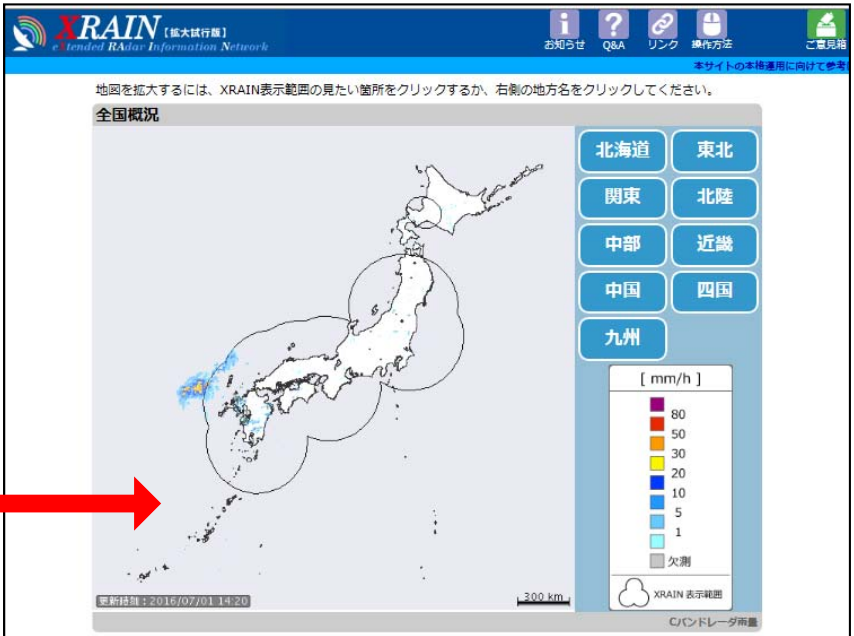 XRAIN【拡大試行版】
eXtended RAdar Information Network
お知らせ Q&A リンク 操作方法 ご意見箱
本サイトの本格運用に向けて参考
地図を拡大するには、XRAIN表示範囲の見たい箇所をクリックするか、右側の地方名をクリックしてください。
全国概況
北海道 東北
関東 北陸
中部 近畿
中国 四国
九州
[ mm/h ]
80
50
30
20
10
5
1
欠測
XRAIN 表示範囲
更新時刻：2016/07/01 14:20
300 km
Cバンドレーダ雨量